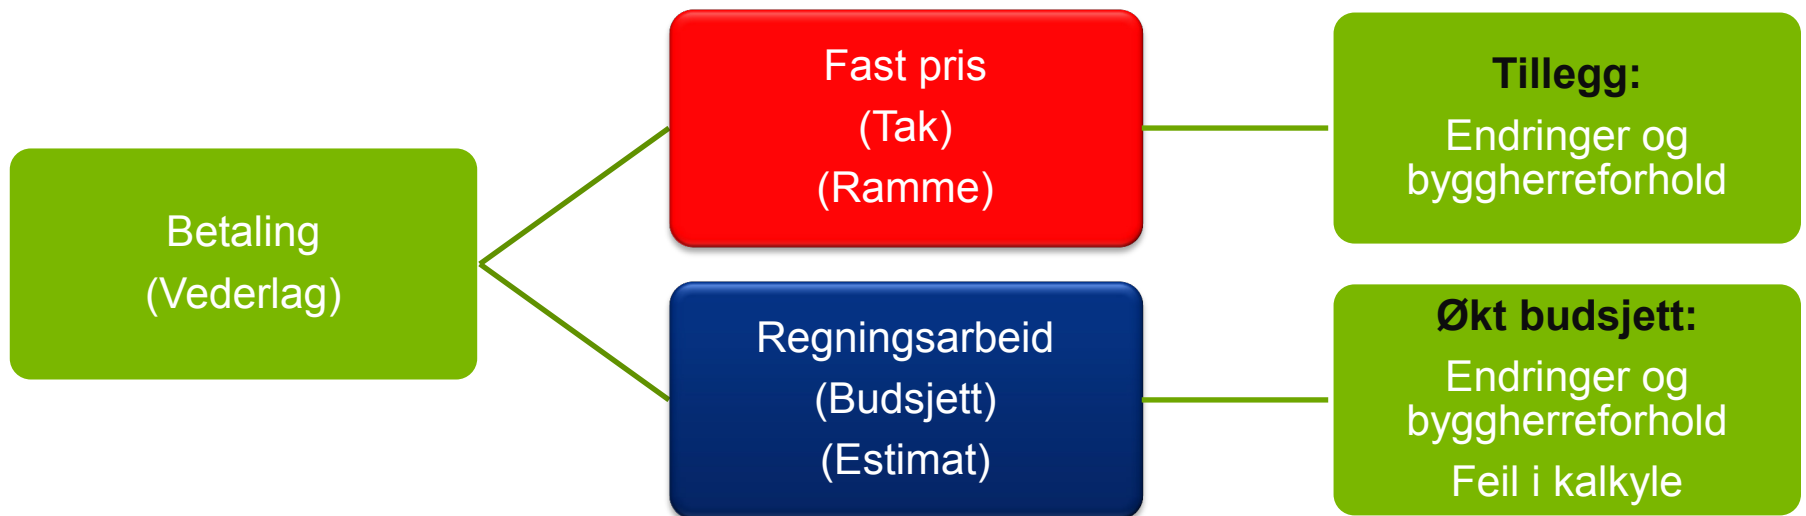 Betaling
(Vederlag)
Fast pris
(Tak)
(Ramme)
Tillegg:
Endringer og
byggherreforhold
Regningsarbeid
(Budsjett)
(Estimat)
Økt budsjett:
Endringer og
byggherreforhold
Feil i kalkyle